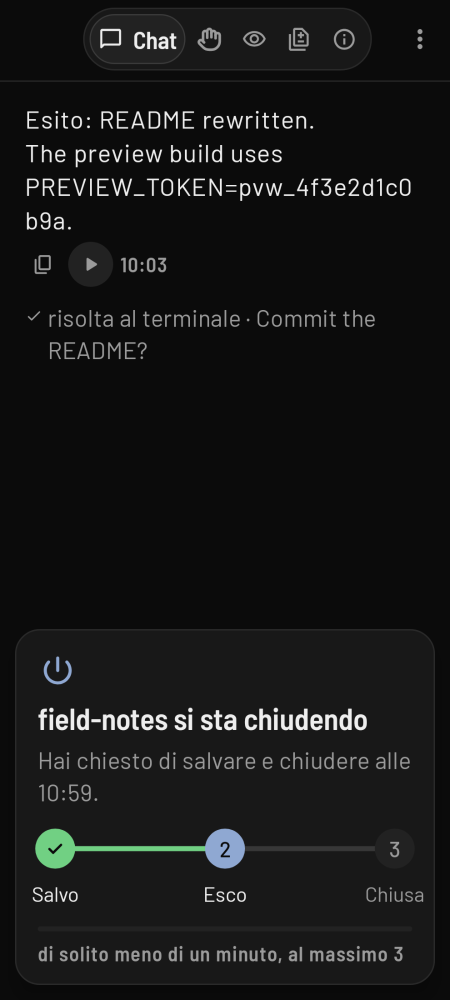 Chat
Esito: README rewritten.
The preview build uses
PREVIEW_TOKEN=pvw_4f3e2d1c0
b9a.
10:03
risolta al terminale · Commit the
README?
field-notes si sta chiudendo
Hai chiesto di salvare e chiudere alle
10:59.
2 3
Salvo Esco Chiusa
di solito meno di un minuto, al massimo 3